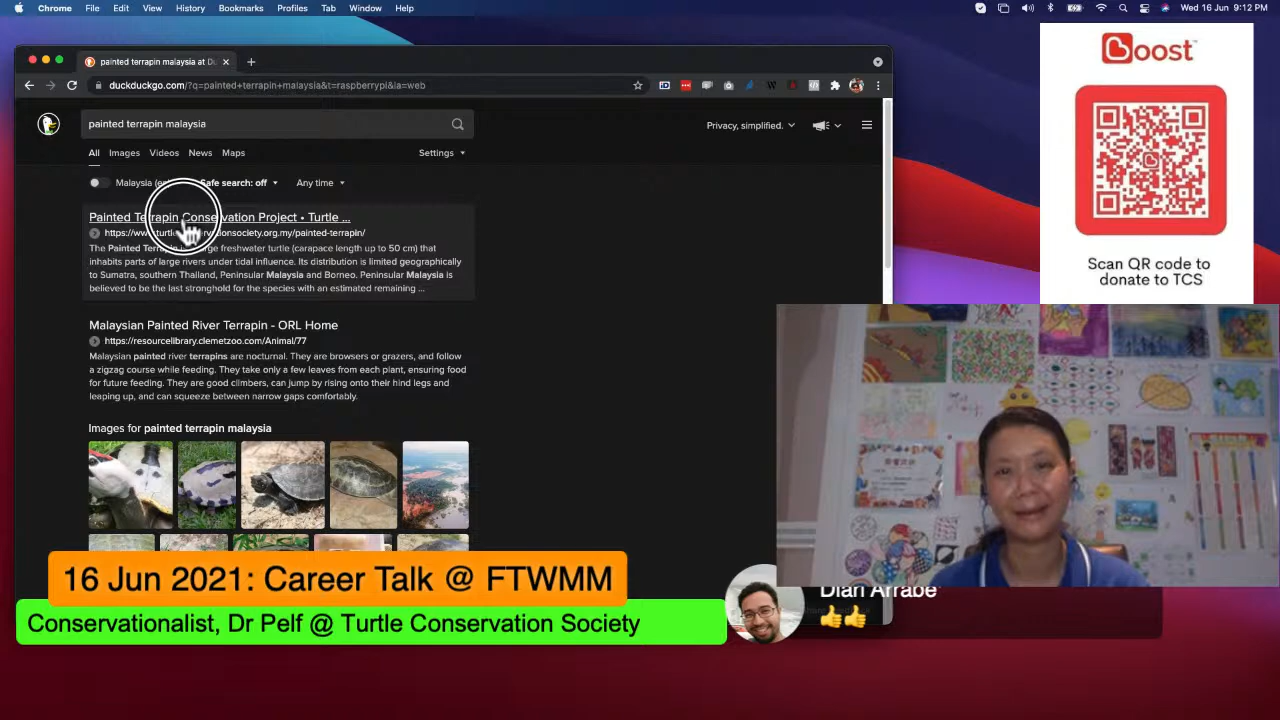 Chrome File Edit View History Bookmarks Profiles Tab Window Help
Wed 16 Jun 9:12 PM
painted terrapin malaysia at Du
duckduckgo.com/?q=painted+terrapin+malaysia&t=raspberrypi&ia=web
painted terrapin malaysia
Privacy, simplified.
All Images Videos News Maps
Settings
Malaysia Safe search: off Any time
Painted Terrapin Conservation Project • Turtle ...
The Painted Terrapin large freshwater turtle (carapace length up to 50 cm) that
inhabits parts of large rivers under tidal influence. Its distribution is limited geographically
to Sumatra, southern Thailand, Peninsular Malaysia and Borneo. Peninsular Malaysia is
believed to be the last stronghold for the species with an estimated remaining ...
Malaysian Painted River Terrapin - ORL Home
https://resourcelibrary.clemetzoo.com/Animal/77
Malaysian painted river terrapins are nocturnal. They are browsers or grazers, and follow
a zigzag course while feeding. They take only a few leaves from each plant, ensuring food
for future feeding. They are good climbers, can jump by rising onto their hind legs and
leaping up, and can squeeze between narrow gaps comfortably.
Images for painted terrapin malaysia
Boost
Scan QR code to
donate to TCS
16 Jun 2021: Career Talk @ FTWMM
Conservationalist, Dr Pelf @ Turtle Conservation Society
Dian Arrabe